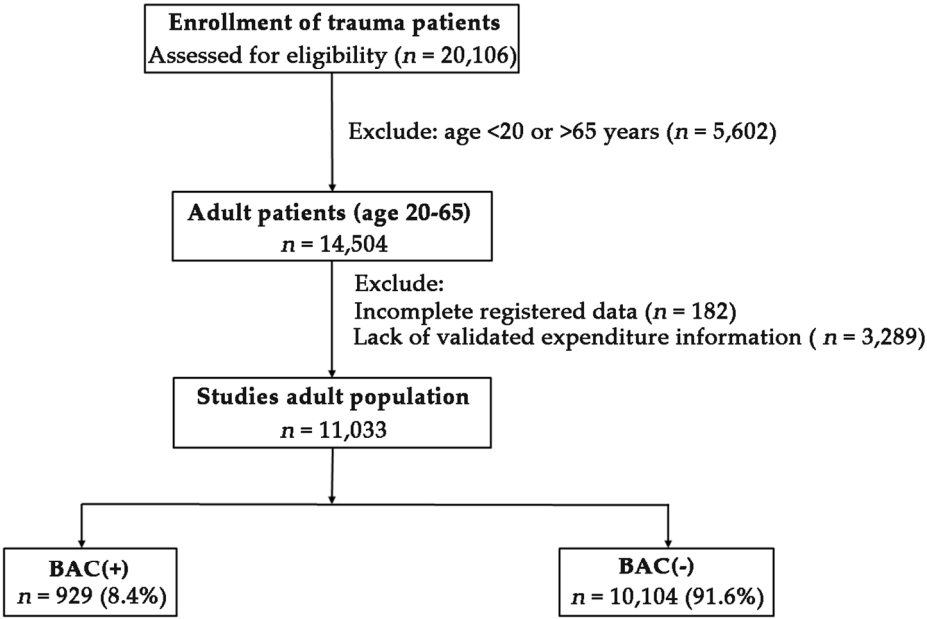 Enrollment of trauma patients
Assessed for eligibility (n = 20,106)
Exclude: age <20 or >65 years (n = 5,602)
Adult patients (age 20-65)
n = 14,504
Exclude:
Incomplete registered data (n = 182)
Lack of validated expenditure information ( n = 3,289)
Studies adult population
n = 11,033
BAC(+)
n = 929 (8.4%)
BAC(-)
n = 10,104 (91.6%)